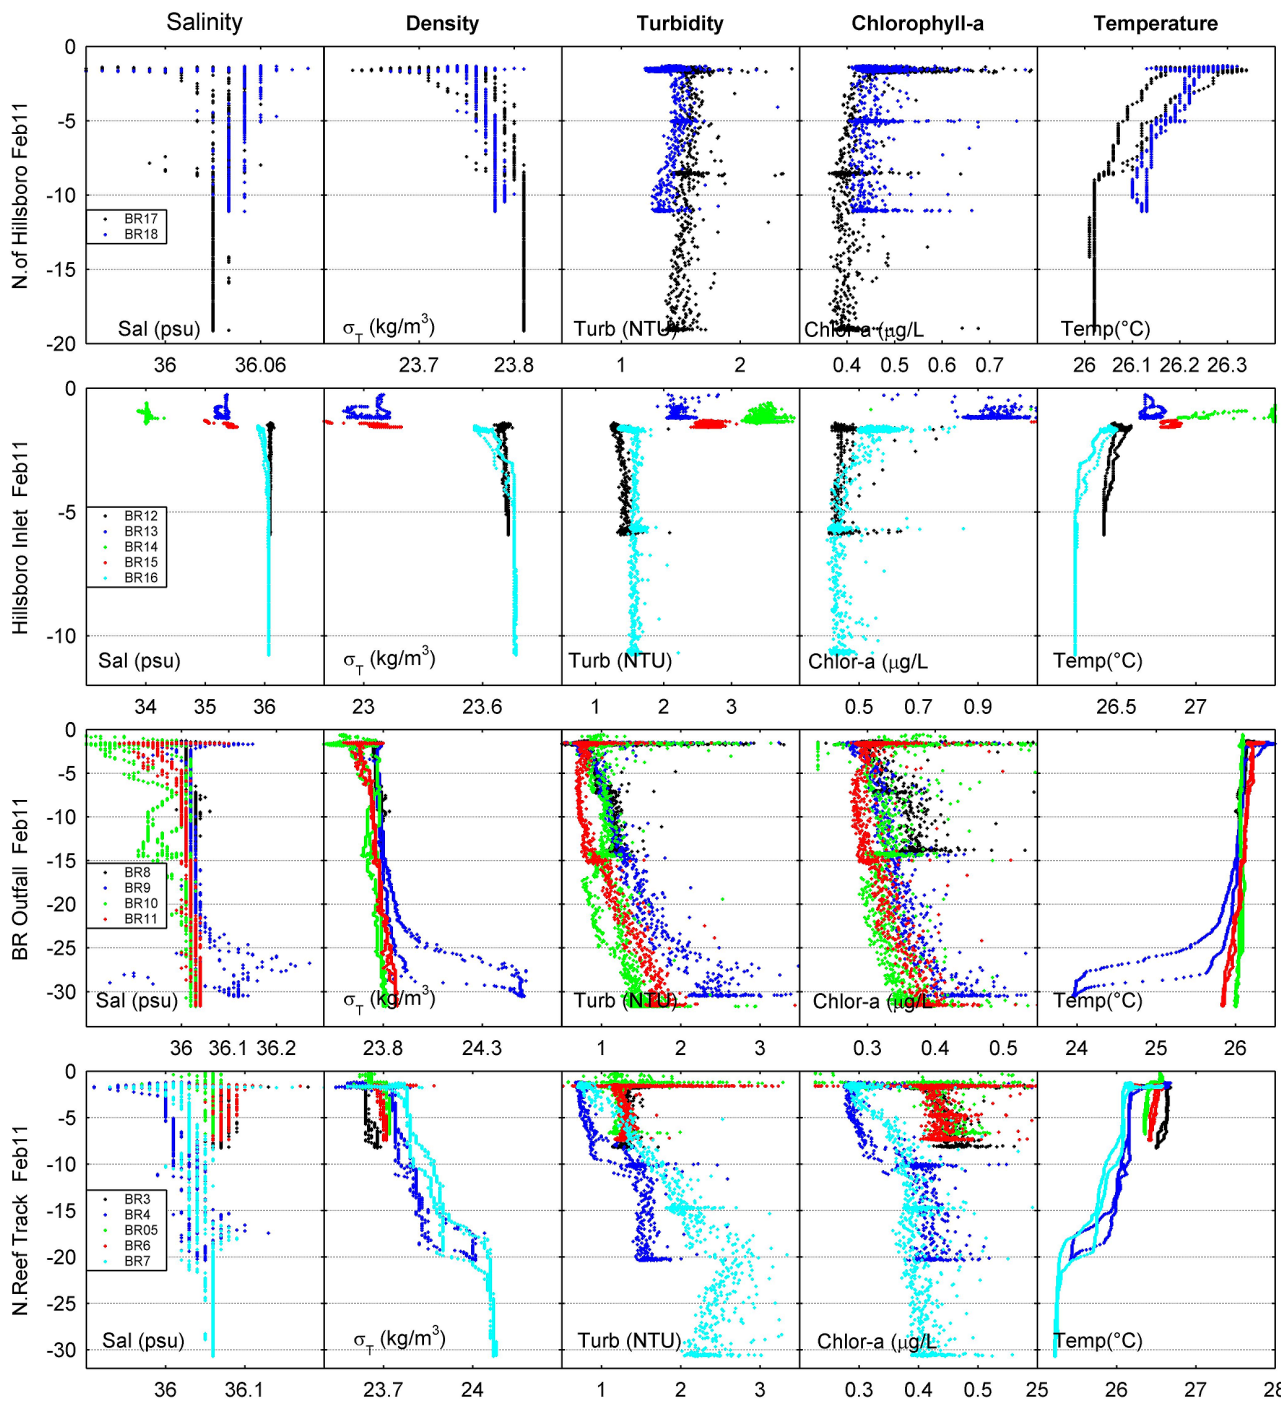 Salinity Density Turbidity Chlorophyll-a Temperature
N.of Hillsboro Feb11
0
-5
-10
-15
-20
BR17
BR18
Sal (psu) σT (kg/m3) Turb (NTU) Chlor-a (μg/L Temp(°C)
36 36.06 23.7 23.8 1 2 0.4 0.5 0.6 0.7 26 26.1 26.2 26.3
Hillsboro Inlet Feb11
0
-5
-10
BR12
BR13
BR14
BR15
BR16
Sal (psu) σT (kg/m3) Turb (NTU) Chlor-a (μg/L Temp(°C)
34 35 36 23 23.6 1 2 3 0.5 0.7 0.9 26.5 27
BR Outfall Feb11
0
-5
-10
-15
-20
-25
-30
BR8
BR9
BR10
BR11
Sal (psu) σT (kg/m3) Turb (NTU) Chlor-a (μg/L Temp(°C)
36 36.1 36.2 23.8 24.3 1 2 3 0.3 0.4 0.5 24 25 26
N.Reef Track Feb11
0
-5
-10
-15
-20
-25
-30
BR3
BR4
BR05
BR6
BR7
Sal (psu) σT (kg/m3) Turb (NTU) Chlor-a (μg/L Temp(°C)
36 36.1 23.7 24 1 2 3 0.3 0.4 0.5 25 26 27 28